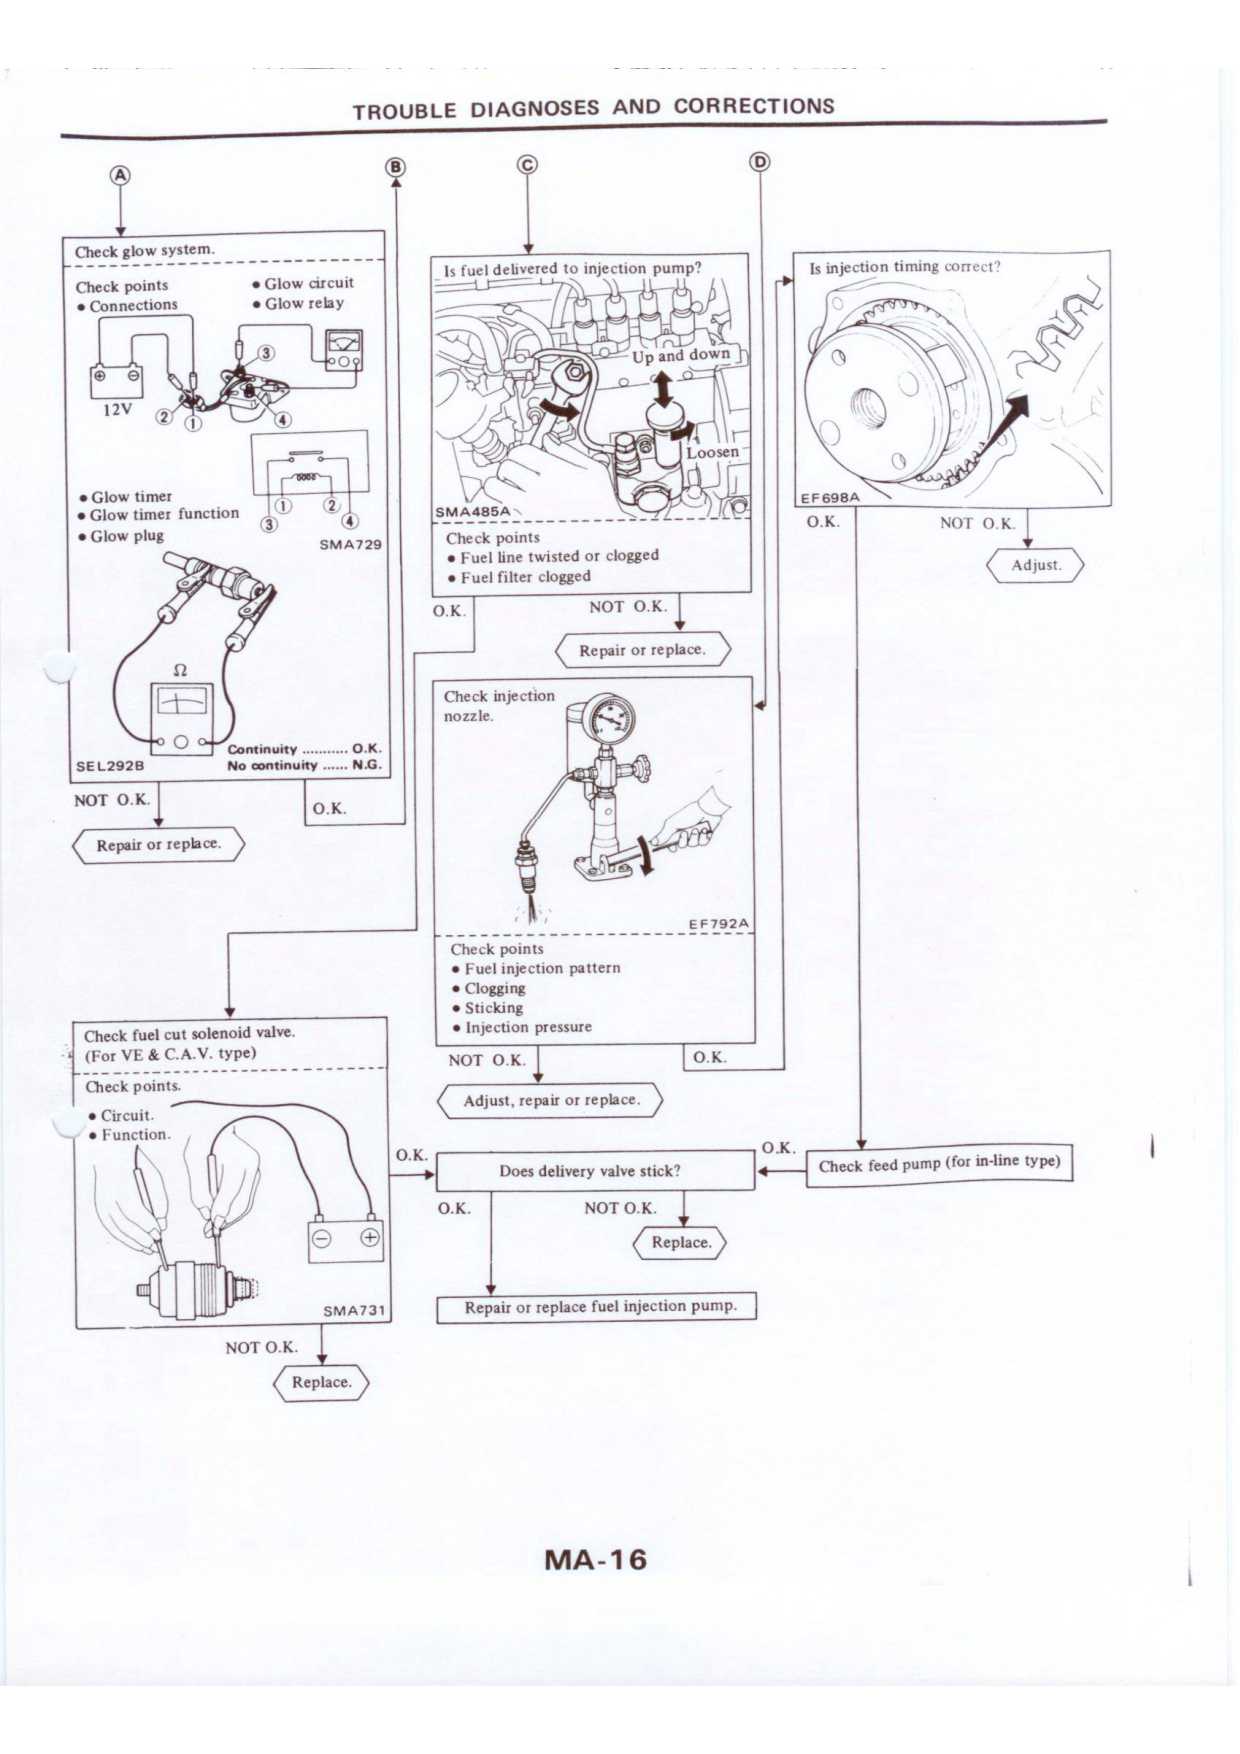 TROUBLE DIAGNOSES AND CORRECTIONS
A
B
C
D
Check glow system.
Check points
• Connections
• Glow circuit
• Glow relay
12V
③
②
①
④
• Glow timer
• Glow timer function
• Glow plug
①
②
③
④
SMA729
Ω
Continuity ........... O.K.
No continuity ...... N.G.
SEL292B
NOT O.K.
O.K.
Repair or replace.
Is fuel delivered to injection pump?
Up and down
Loosen
SMA485A
Check points
• Fuel line twisted or clogged
• Fuel filter clogged
O.K.
NOT O.K.
Repair or replace.
Is injection timing correct?
EF698A
O.K.
NOT O.K.
Adjust.
Check injection
nozzle.
EF792A
Check points
• Fuel injection pattern
• Clogging
• Sticking
• Injection pressure
NOT O.K.
O.K.
Adjust, repair or replace.
Check fuel cut solenoid valve.
(For VE & C.A.V. type)
Check points.
• Circuit.
• Function.
SMA731
O.K.
NOT O.K.
Replace.
Does delivery valve stick?
O.K.
Check feed pump (for in-line type)
O.K.
NOT O.K.
Replace.
Repair or replace fuel injection pump.
MA-16